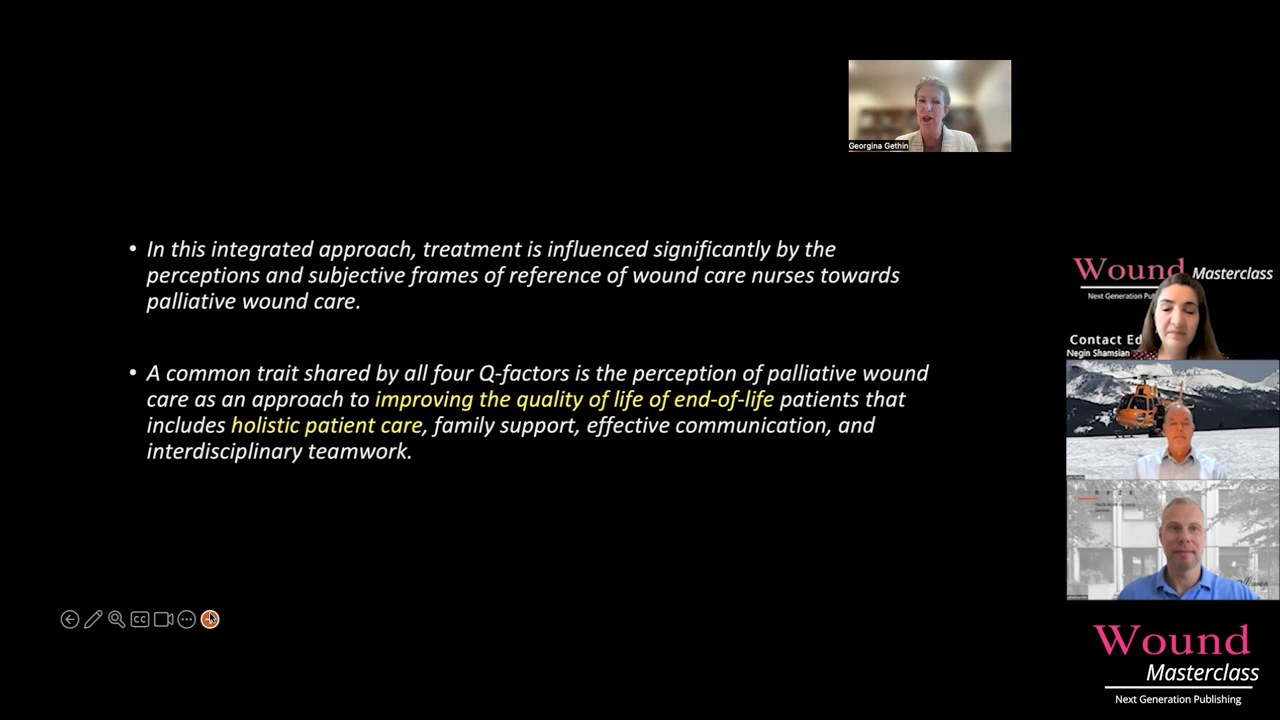 Georgina Gethin
• In this integrated approach, treatment is influenced significantly by the
perceptions and subjective frames of reference of wound care nurses towards
palliative wound care.
• A common trait shared by all four Q-factors is the perception of palliative wound
care as an approach to improving the quality of life of end-of-life patients that
includes holistic patient care, family support, effective communication, and
interdisciplinary teamwork.
Wound Masterclass
Next Generation
Contact Ed
Negin Shamsian
CC
Wound
Masterclass
Next Generation Publishing